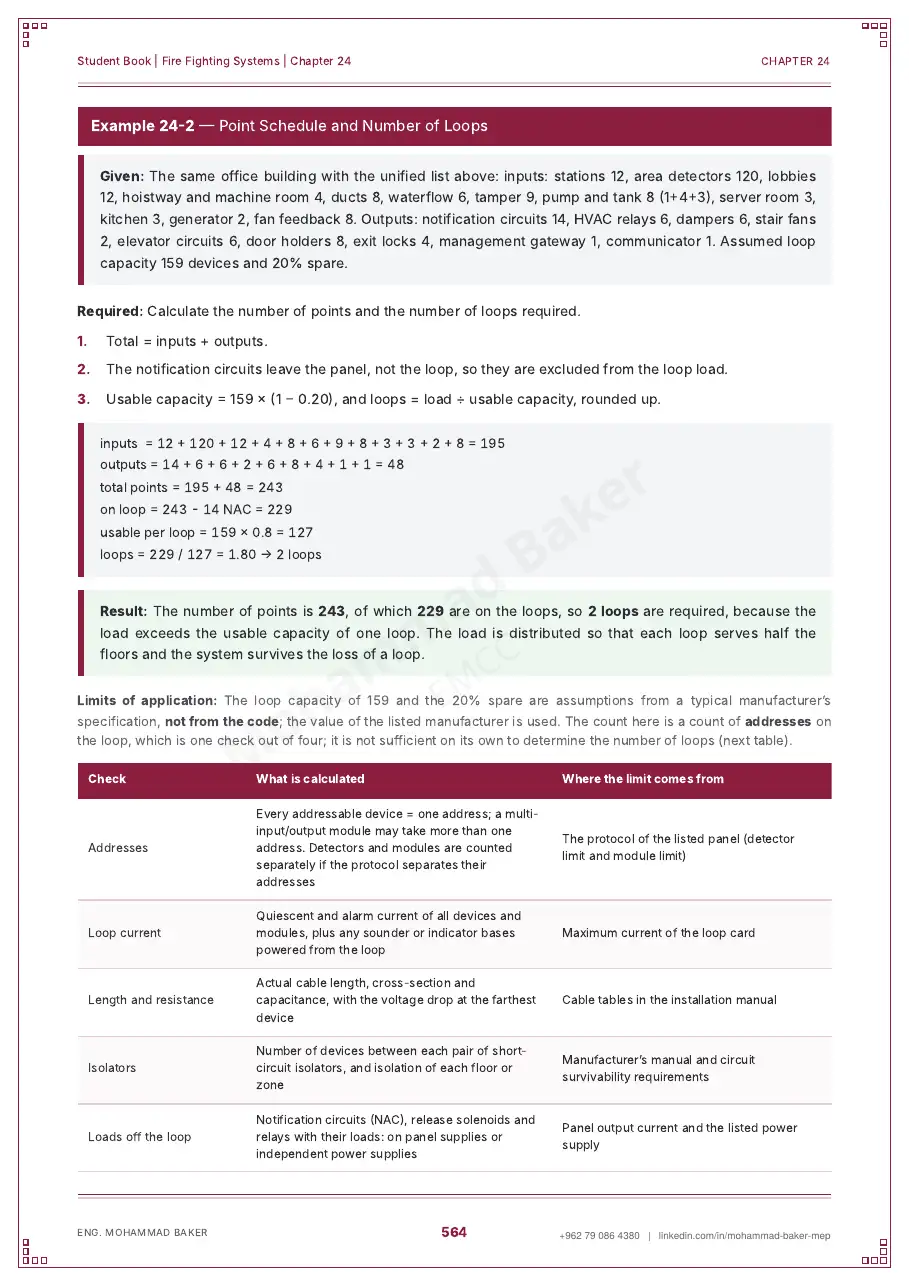 Student Book | Fire Fighting Systems | Chapter 24
CHAPTER 24
Example 24-2 — Point Schedule and Number of Loops
Given: The same office building with the unified list above: inputs: stations 12, area detectors 120, lobbies
12, hoistway and machine room 4, ducts 8, waterflow 6, tamper 9, pump and tank 8 (1+4+3), server room 3,
kitchen 3, generator 2, fan feedback 8. Outputs: notification circuits 14, HVAC relays 6, dampers 6, stair fans
2, elevator circuits 6, door holders 8, exit locks 4, management gateway 1, communicator 1. Assumed loop
capacity 159 devices and 20% spare.
Required: Calculate the number of points and the number of loops required.
1. Total = inputs + outputs.
2. The notification circuits leave the panel, not the loop, so they are excluded from the loop load.
3. Usable capacity = 159 × (1 − 0.20), and loops = load ÷ usable capacity, rounded up.
inputs = 12 + 120 + 12 + 4 + 8 + 6 + 9 + 8 + 3 + 3 + 2 + 8 = 195
outputs = 14 + 6 + 6 + 2 + 6 + 8 + 4 + 1 + 1 = 48
total points = 195 + 48 = 243
on loop = 243 - 14 NAC = 229
usable per loop = 159 × 0.8 = 127
loops = 229 / 127 = 1.80 → 2 loops
Result: The number of points is 243, of which 229 are on the loops, so 2 loops are required, because the
load exceeds the usable capacity of one loop. The load is distributed so that each loop serves half the
floors and the system survives the loss of a loop.
Limits of application: The loop capacity of 159 and the 20% spare are assumptions from a typical manufacturer's
specification, not from the code; the value of the listed manufacturer is used. The count here is a count of addresses on
the loop, which is one check out of four; it is not sufficient on its own to determine the number of loops (next table).
Check
What is calculated
Where the limit comes from
Addresses
Every addressable device = one address; a multi-
input/output module may take more than one
address. Detectors and modules are counted
separately if the protocol separates their
addresses
The protocol of the listed panel (detector
limit and module limit)
Loop current
Quiescent and alarm current of all devices and
modules, plus any sounder or indicator bases
powered from the loop
Maximum current of the loop card
Length and resistance
Actual cable length, cross-section and
capacitance, with the voltage drop at the farthest
device
Cable tables in the installation manual
Isolators
Number of devices between each pair of short-
circuit isolators, and isolation of each floor or
zone
Manufacturer's manual and circuit
survivability requirements
Loads off the loop
Notification circuits (NAC), release solenoids and
relays with their loads: on panel supplies or
independent power supplies
Panel output current and the listed power
supply
Mohammad Baker
EMCC
ENG. MOHAMMAD BAKER
564
+962 79 086 4380 | linkedin.com/in/mohammad-baker-mep